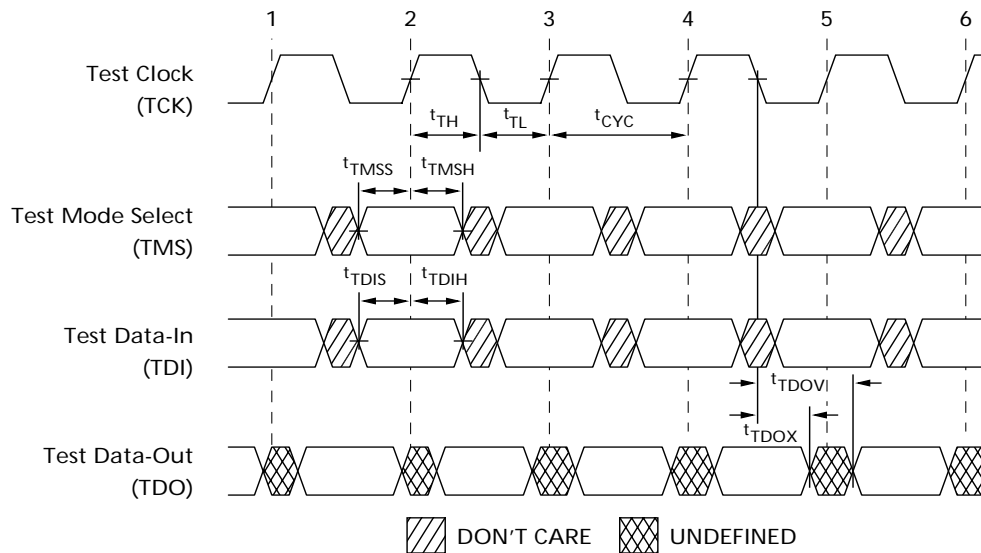 1 2 3 4 5 6
Test Clock
(TCK)
tTH tTL tCYC
tTMSS tTMSH
Test Mode Select
(TMS)
tTDIS tTDIH
Test Data-In
(TDI)
tTDOV
tTDOX
Test Data-Out
(TDO)
DON'T CARE UNDEFINED